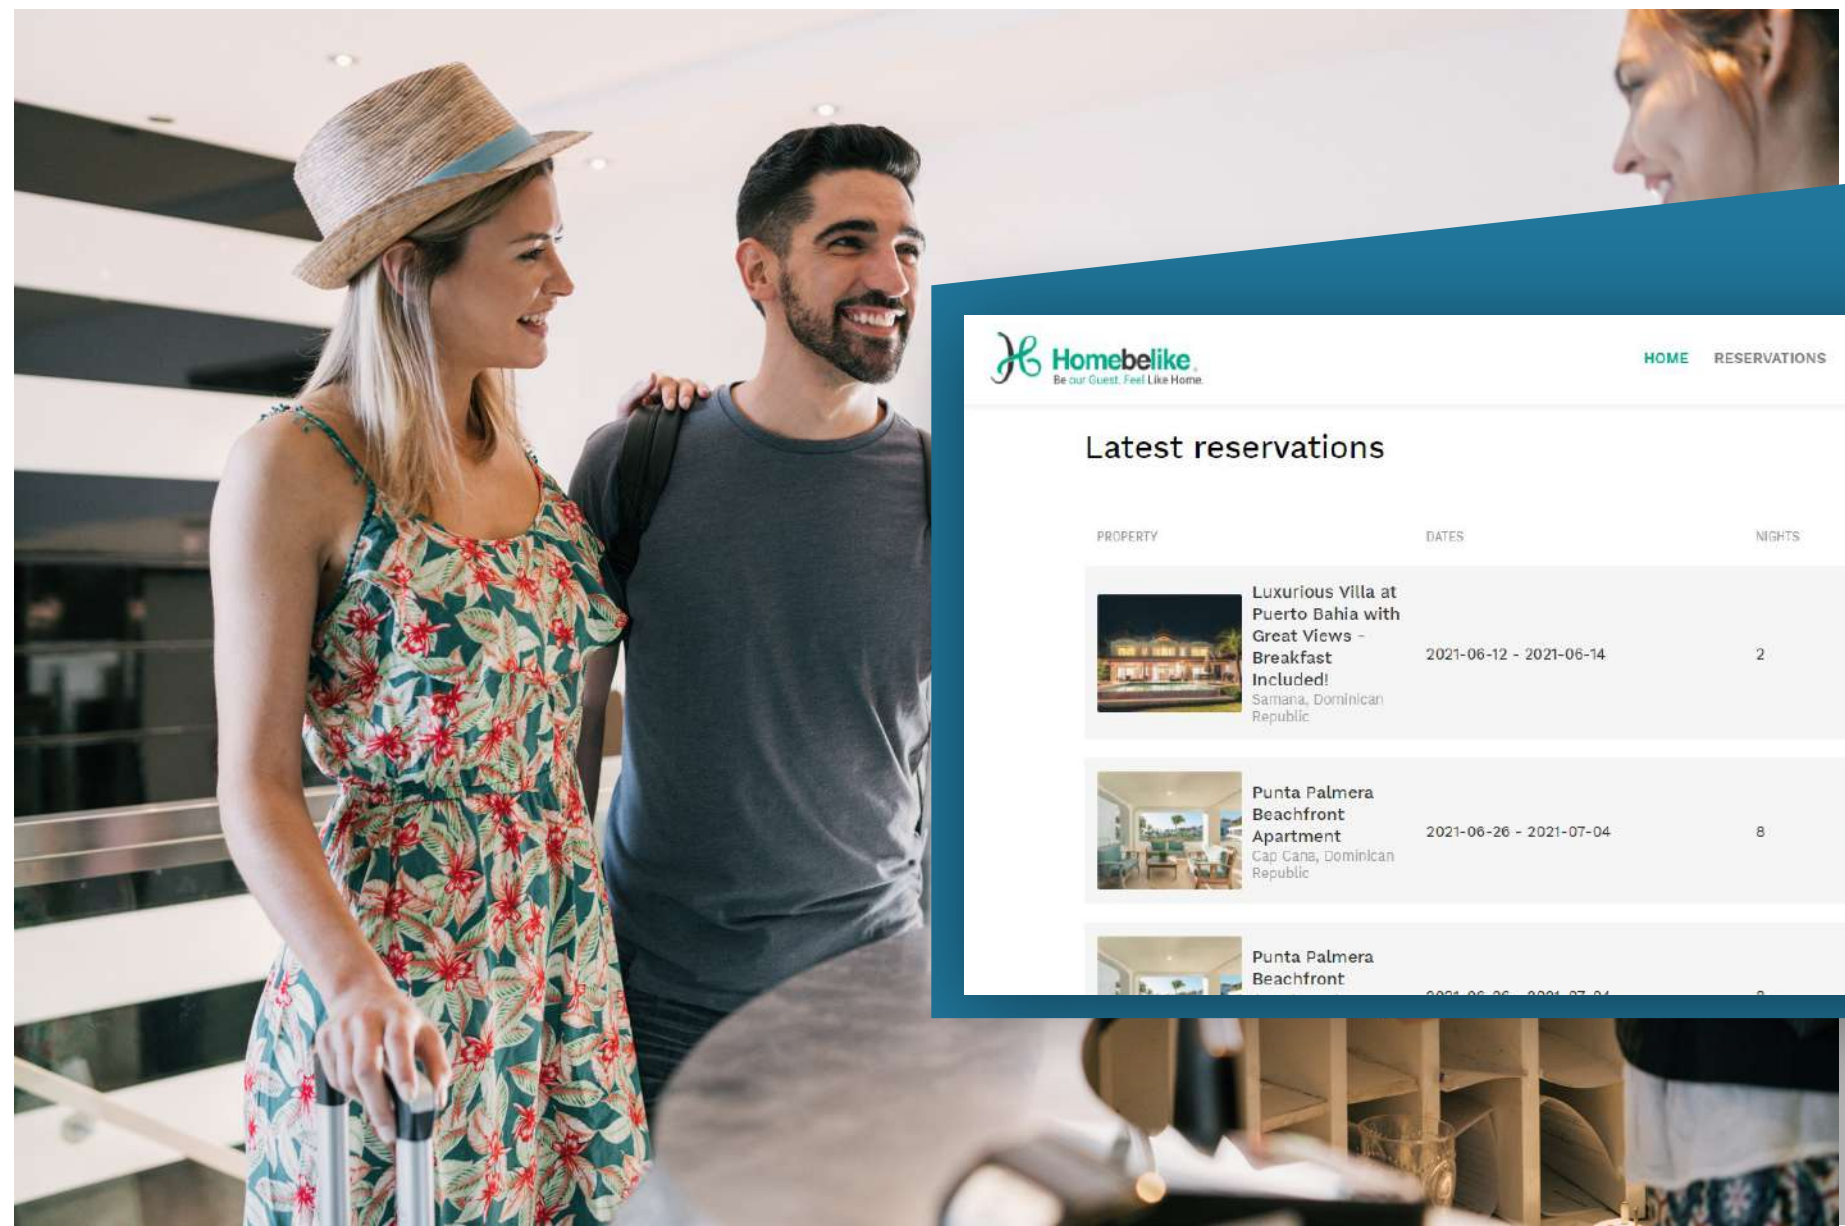 Homebelike.
Be our Guest. Feel Like Home.
HOME RESERVATIONS
Latest reservations
PROPERTY DATES NIGHTS
Luxurious Villa at
Puerto Bahia with
Great Views -
Breakfast
Included!
Samana, Dominican
Republic
2021-06-12 - 2021-06-14 2
Punta Palmera
Beachfront
Apartment
Cap Cana, Dominican
Republic
2021-06-26 - 2021-07-04 8
Punta Palmera
Beachfront